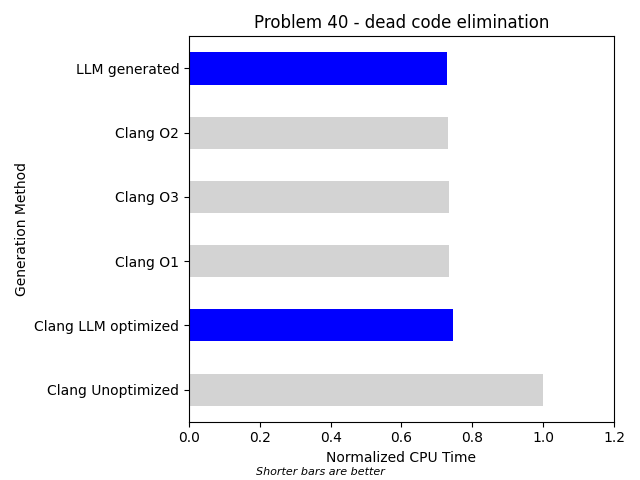 Problem 40 - dead code elimination
LLM generated
Clang O2
Clang O3
Clang O1
Clang LLM optimized
Clang Unoptimized
Generation Method
0.0 0.2 0.4 0.6 0.8 1.0 1.2
Normalized CPU Time
Shorter bars are better